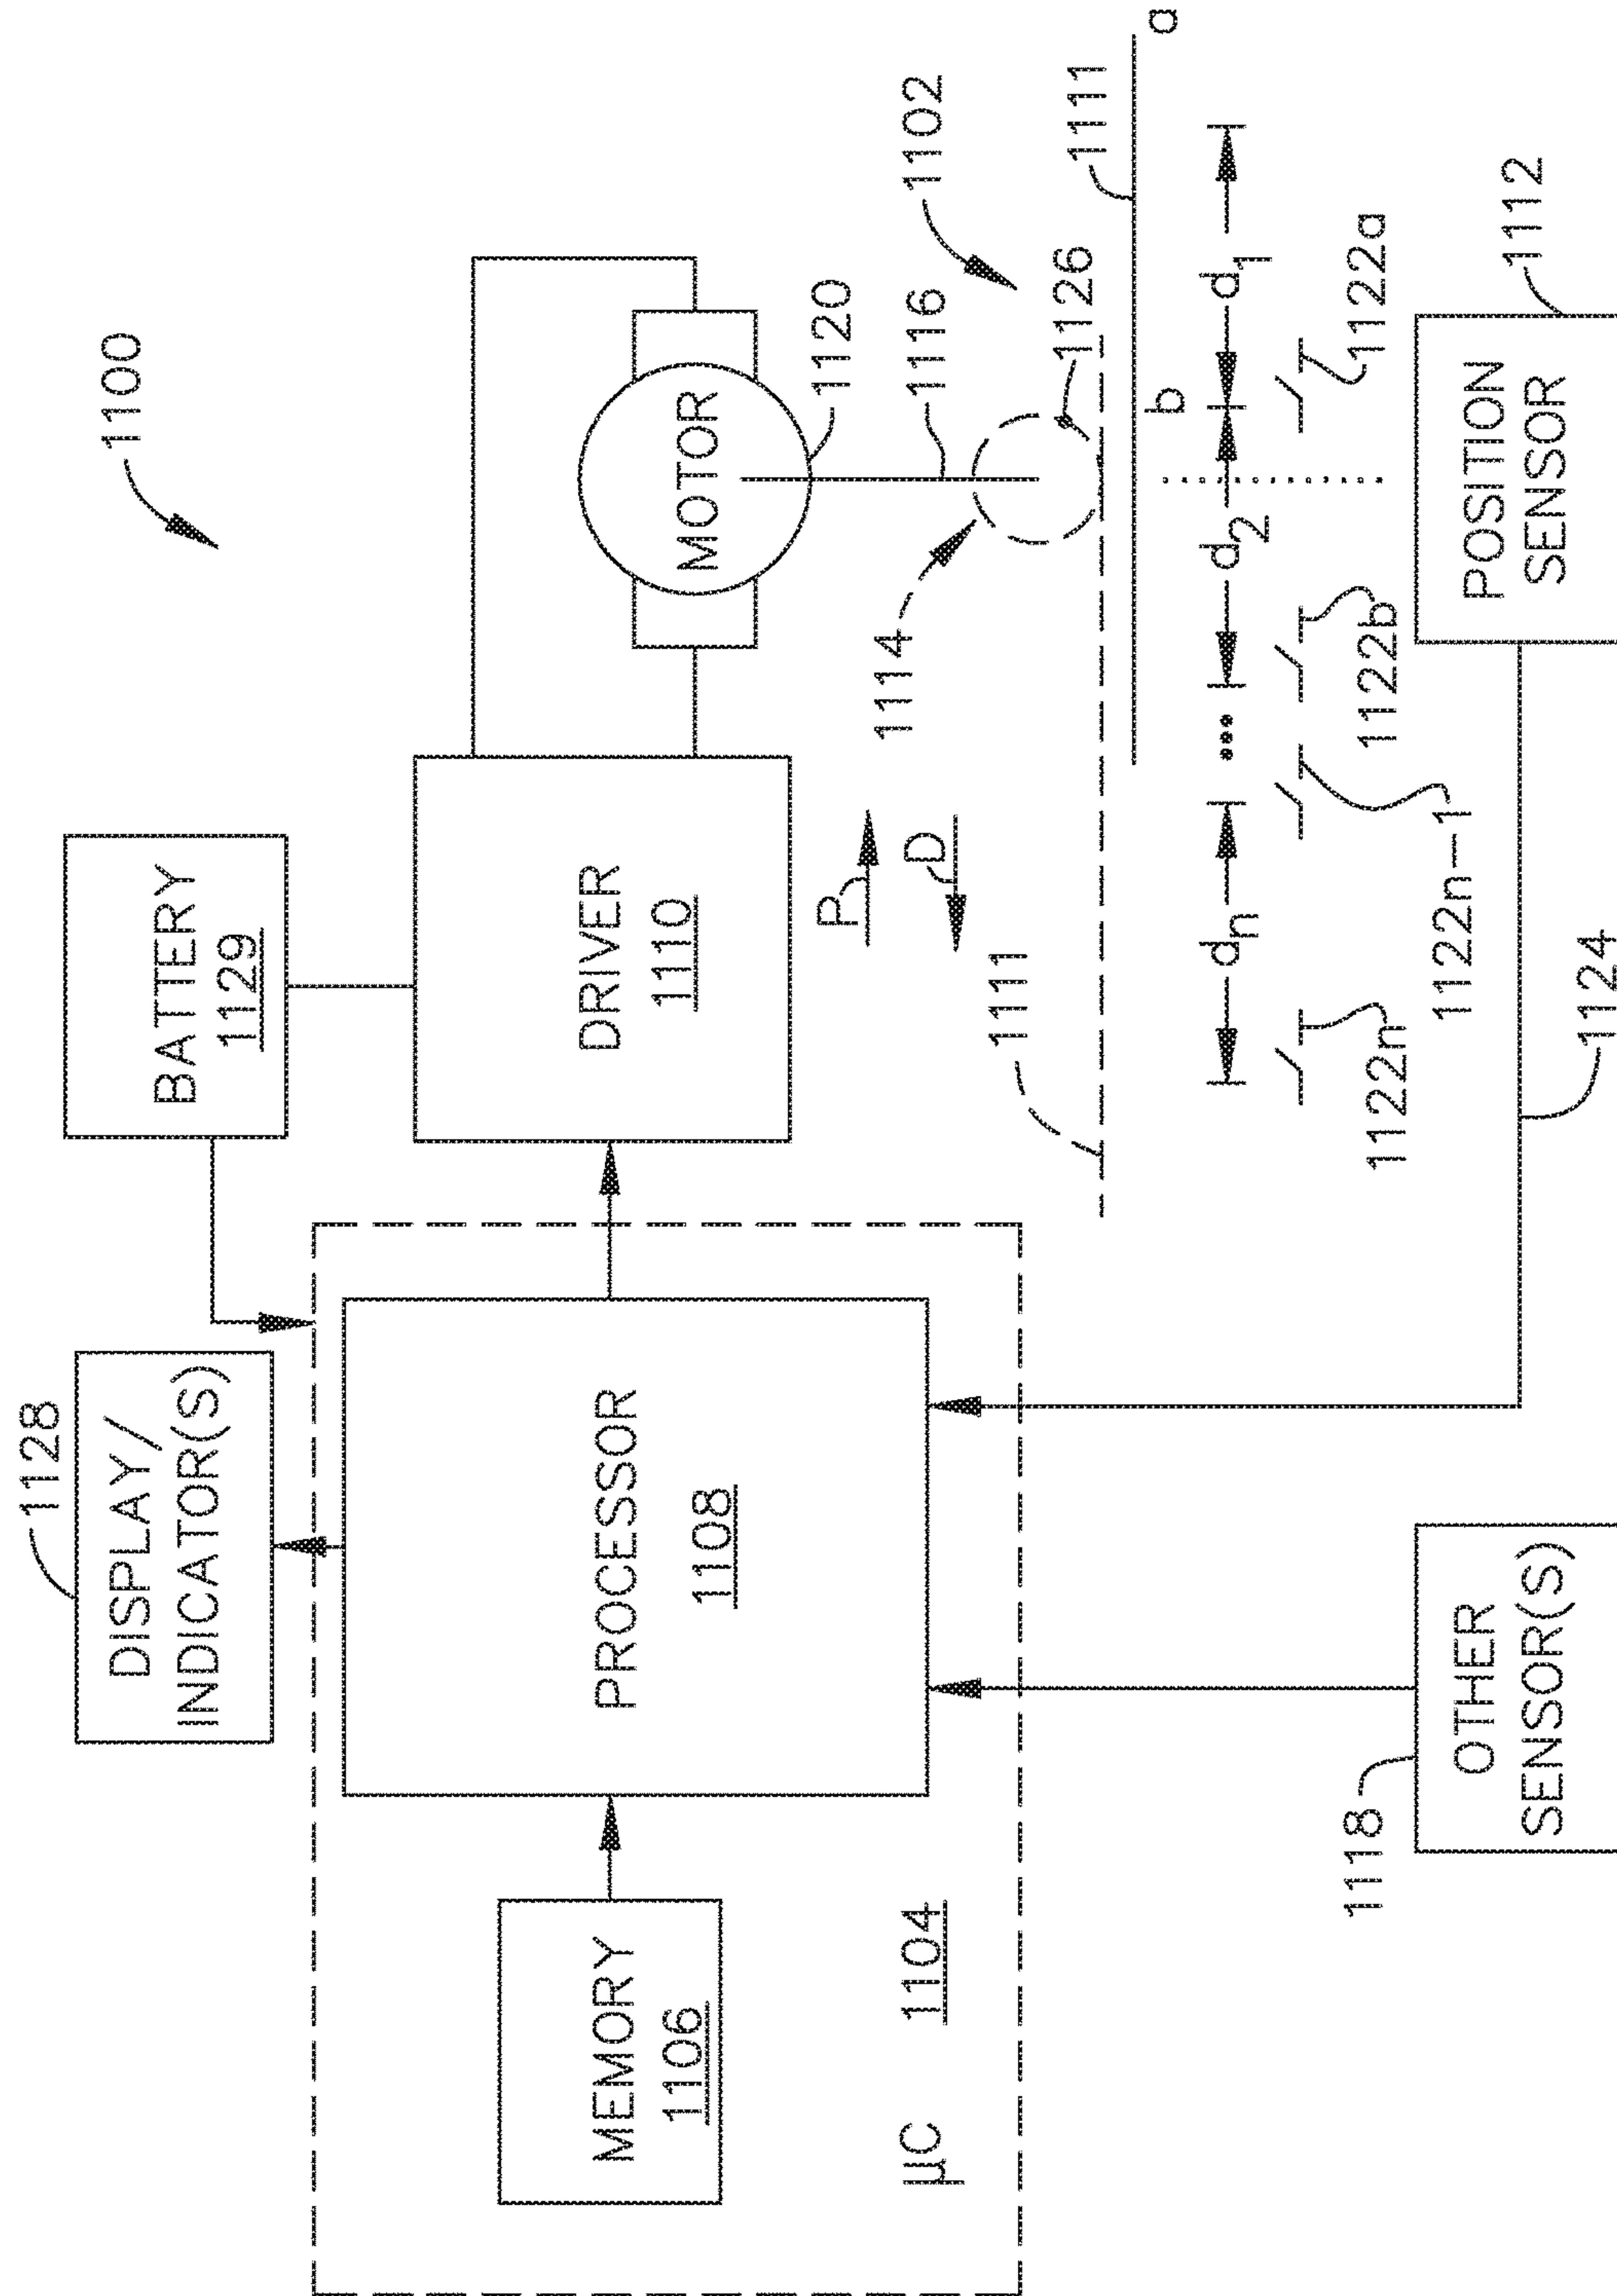 1100
1128
DISPLAY/
INDICATOR(S)
BATTERY
1129
MEMORY
1106
PROCESSOR
1108
DRIVER
1110
MOTOR
1120
1116
1114
1102
1126
P
D
µC
1104
1111
1111
a
b
dn
d2
d1
1122n
1122n-1
1122b
1122a
1118
1124
1112
OTHER
SENSOR(S)
POSITION
SENSOR